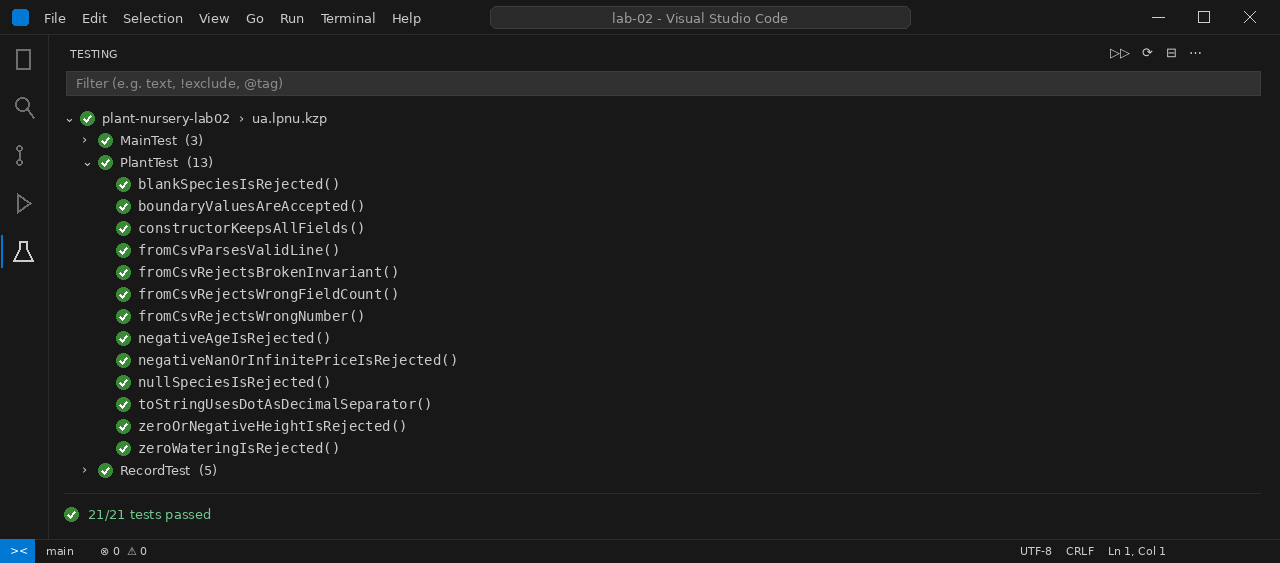 File Edit Selection View Go Run Terminal Help lab-02 - Visual Studio Code
TESTING
Filter (e.g. text, !exclude, @tag)
plant-nursery-lab02 › ua.lpnu.kzp
MainTest (3)
PlantTest (13)
blankSpeciesIsRejected()
boundaryValuesAreAccepted()
constructorKeepsAllFields()
fromCsvParsesValidLine()
fromCsvRejectsBrokenInvariant()
fromCsvRejectsWrongFieldCount()
fromCsvRejectsWrongNumber()
negativeAgeIsRejected()
negativeNanOrInfinitePriceIsRejected()
nullSpeciesIsRejected()
toStringUsesDotAsDecimalSeparator()
zeroOrNegativeHeightIsRejected()
zeroWateringIsRejected()
RecordTest (5)
21/21 tests passed
>< main ⊗ 0 ⚠ 0 UTF-8 CRLF Ln 1, Col 1